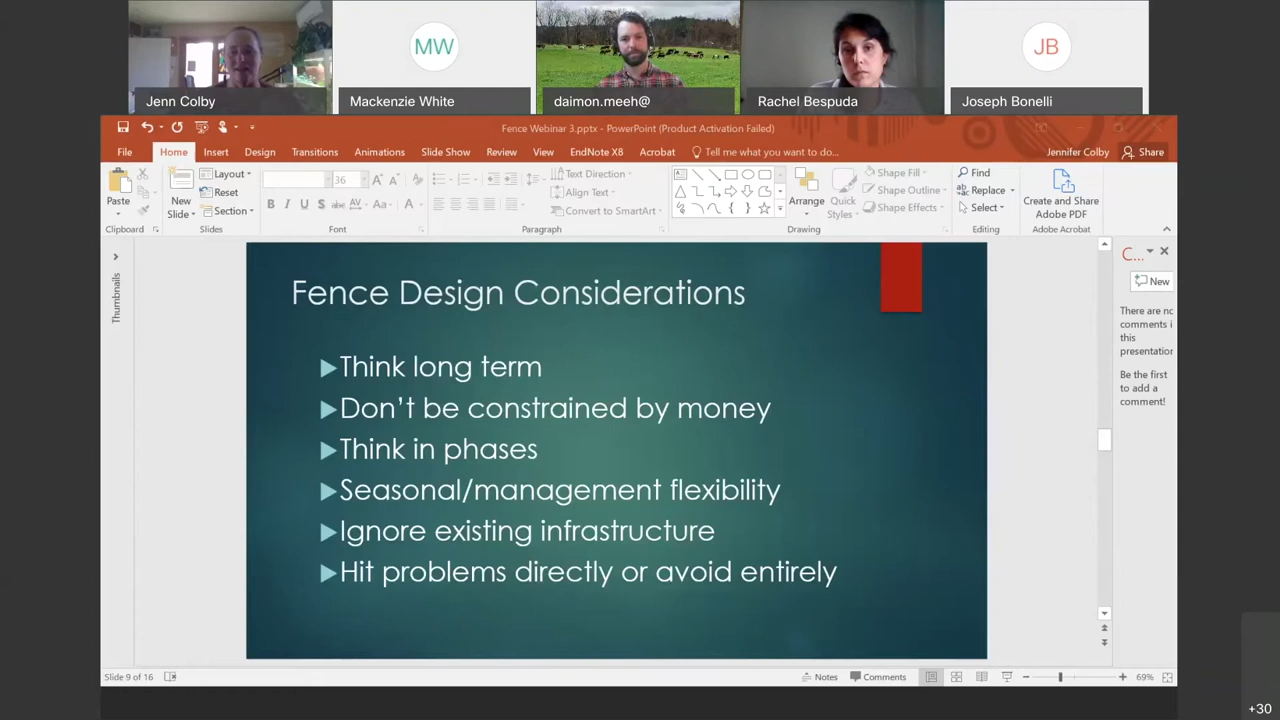 MW
JB
Jenn Colby
Mackenzie White
daimon.meeh@
Rachel Bespuda
Joseph Bonelli
Fence Webinar 3.pptx - PowerPoint (Product Activation Failed)
File Home Insert Design Transitions Animations Slide Show Review View EndNote X8 Acrobat Tell me what you want to do... Jennifer Colby Share
Paste
Clipboard
New
Slide
Layout
Reset
Section
Slides
36
B I U S abc AV Aa A
Font
Text Direction
Align Text
Convert to SmartArt
Paragraph
Arrange
Quick
Styles
Shape Fill
Shape Outline
Shape Effects
Drawing
Find
Replace
Select
Editing
Create and Share
Adobe PDF
Adobe Acrobat
Thumbnails
Fence Design Considerations
Think long term
Don't be constrained by money
Think in phases
Seasonal/management flexibility
Ignore existing infrastructure
Hit problems directly or avoid entirely
C...
New
There are no
comments i
this
presentation
Be the first
to add a
comment!
Slide 9 of 16
Notes
Comments
69%
+30